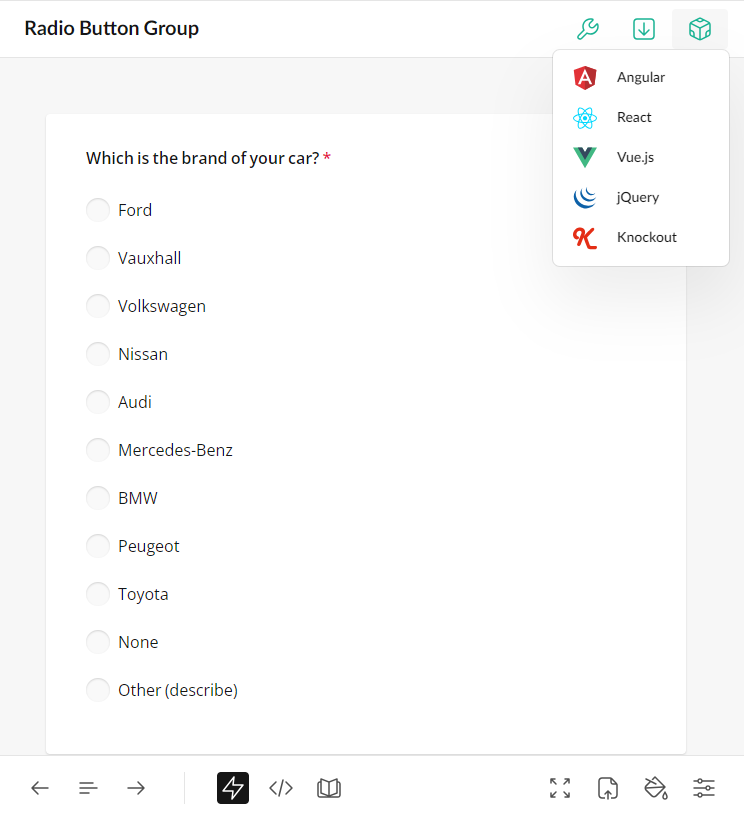 Radio Button Group
Angular
React
Vue.js
jQuery
Knockout
Which is the brand of your car? *
Ford
Vauxhall
Volkswagen
Nissan
Audi
Mercedes-Benz
BMW
Peugeot
Toyota
None
Other (describe)